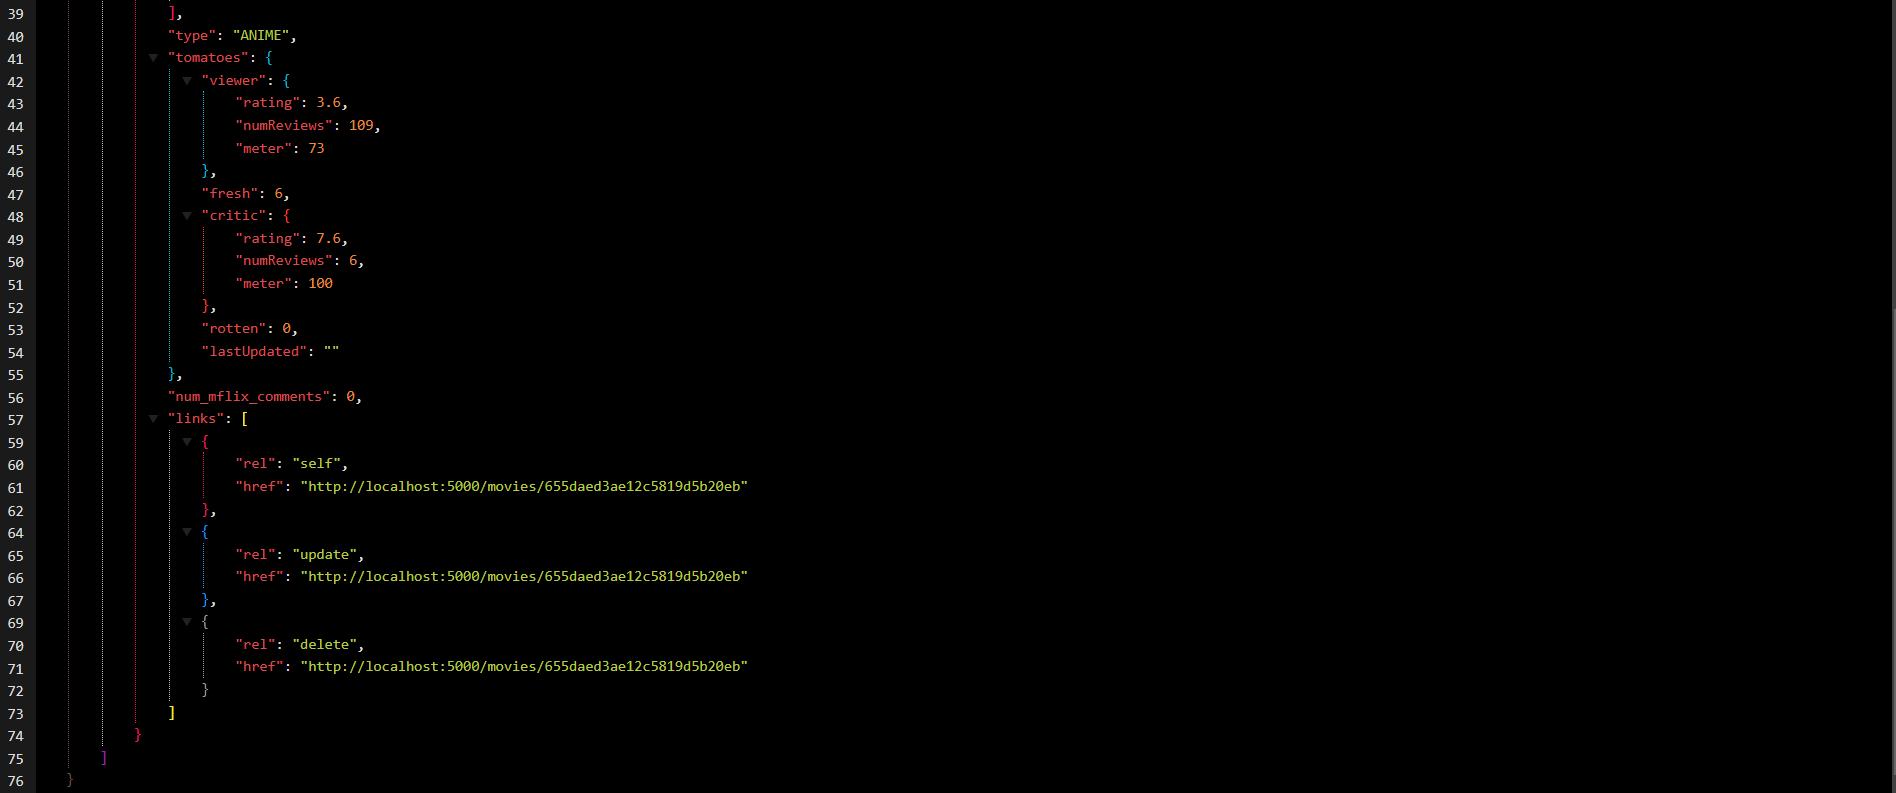 39 ],
40 "type": "ANIME",
41 "tomatoes": {
42 "viewer": {
43 "rating": 3.6,
44 "numReviews": 109,
45 "meter": 73
46 },
47 "fresh": 6,
48 "critic": {
49 "rating": 7.6,
50 "numReviews": 6,
51 "meter": 100
52 },
53 "rotten": 0,
54 "lastUpdated": ""
55 },
56 "num_mflix_comments": 0,
57 "links": [
59 {
60 "rel": "self",
61 "href": "http://localhost:5000/movies/655daed3ae12c5819d5b20eb"
62 },
64 {
65 "rel": "update",
66 "href": "http://localhost:5000/movies/655daed3ae12c5819d5b20eb"
67 },
69 {
70 "rel": "delete",
71 "href": "http://localhost:5000/movies/655daed3ae12c5819d5b20eb"
72 }
73 ]
74 }
75 ]
76 }